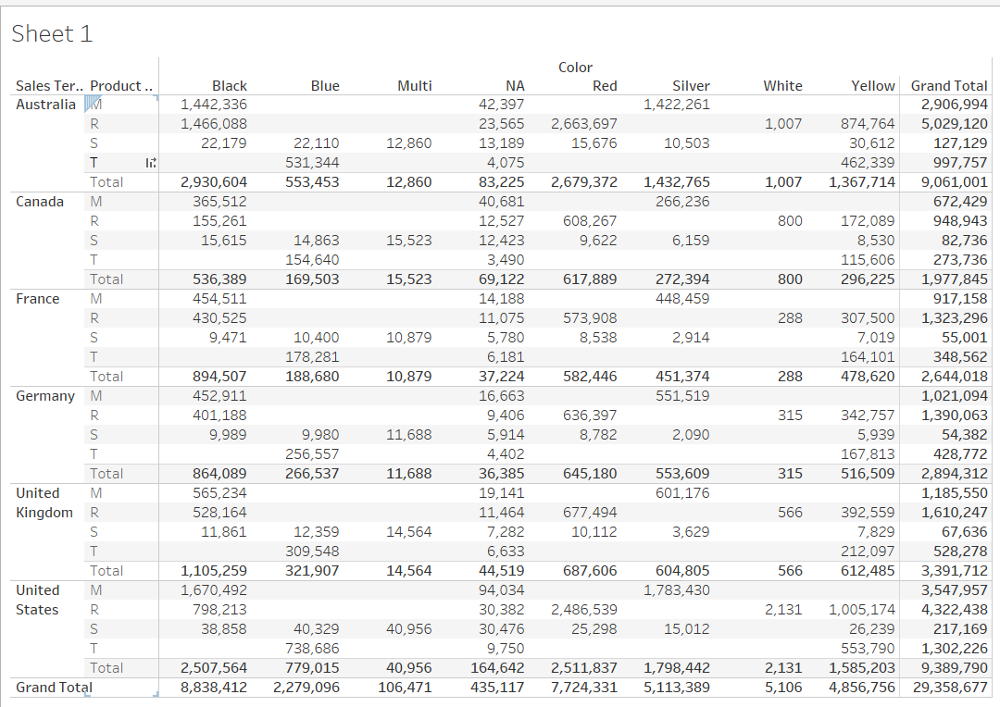 Sheet 1
Color
Sales Ter.. Product .. Black Blue Multi NA Red Silver White Yellow Grand Total
Australia M 1,442,336 42,397 1,422,261 2,906,994
R 1,466,088 23,565 2,663,697 1,007 874,764 5,029,120
S 22,179 22,110 12,860 13,189 15,676 10,503 30,612 127,129
T 531,344 4,075 462,339 997,757
Total 2,930,604 553,453 12,860 83,225 2,679,372 1,432,765 1,007 1,367,714 9,061,001
Canada M 365,512 40,681 266,236 672,429
R 155,261 12,527 608,267 800 172,089 948,943
S 15,615 14,863 15,523 12,423 9,622 6,159 8,530 82,736
T 154,640 3,490 115,606 273,736
Total 536,389 169,503 15,523 69,122 617,889 272,394 800 296,225 1,977,845
France M 454,511 14,188 448,459 917,158
R 430,525 11,075 573,908 288 307,500 1,323,296
S 9,471 10,400 10,879 5,780 8,538 2,914 7,019 55,001
T 178,281 6,181 164,101 348,562
Total 894,507 188,680 10,879 37,224 582,446 451,374 288 478,620 2,644,018
Germany M 452,911 16,663 551,519 1,021,094
R 401,188 9,406 636,397 315 342,757 1,390,063
S 9,989 9,980 11,688 5,914 8,782 2,090 5,939 54,382
T 256,557 4,402 167,813 428,772
Total 864,089 266,537 11,688 36,385 645,180 553,609 315 516,509 2,894,312
United M 565,234 19,141 601,176 1,185,550
Kingdom R 528,164 11,464 677,494 566 392,559 1,610,247
S 11,861 12,359 14,564 7,282 10,112 3,629 7,829 67,636
T 309,548 6,633 212,097 528,278
Total 1,105,259 321,907 14,564 44,519 687,606 604,805 566 612,485 3,391,712
United M 1,670,492 94,034 1,783,430 3,547,957
States R 798,213 30,382 2,486,539 2,131 1,005,174 4,322,438
S 38,858 40,329 40,956 30,476 25,298 15,012 26,239 217,169
T 738,686 9,750 553,790 1,302,226
Total 2,507,564 779,015 40,956 164,642 2,511,837 1,798,442 2,131 1,585,203 9,389,790
Grand Total 8,838,412 2,279,096 106,471 435,117 7,724,331 5,113,389 5,106 4,856,756 29,358,677